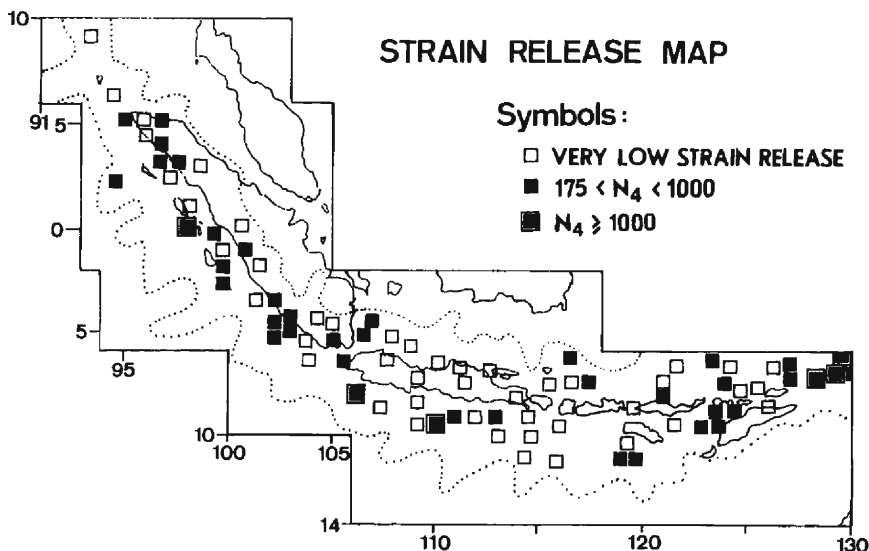 10
STRAIN RELEASE MAP
Symbols:
91 5
VERY LOW STRAIN RELEASE
175 < N₄ < 1000
N₄ ⩾ 1000
0
5
95
10
100
105
14
110
120
130